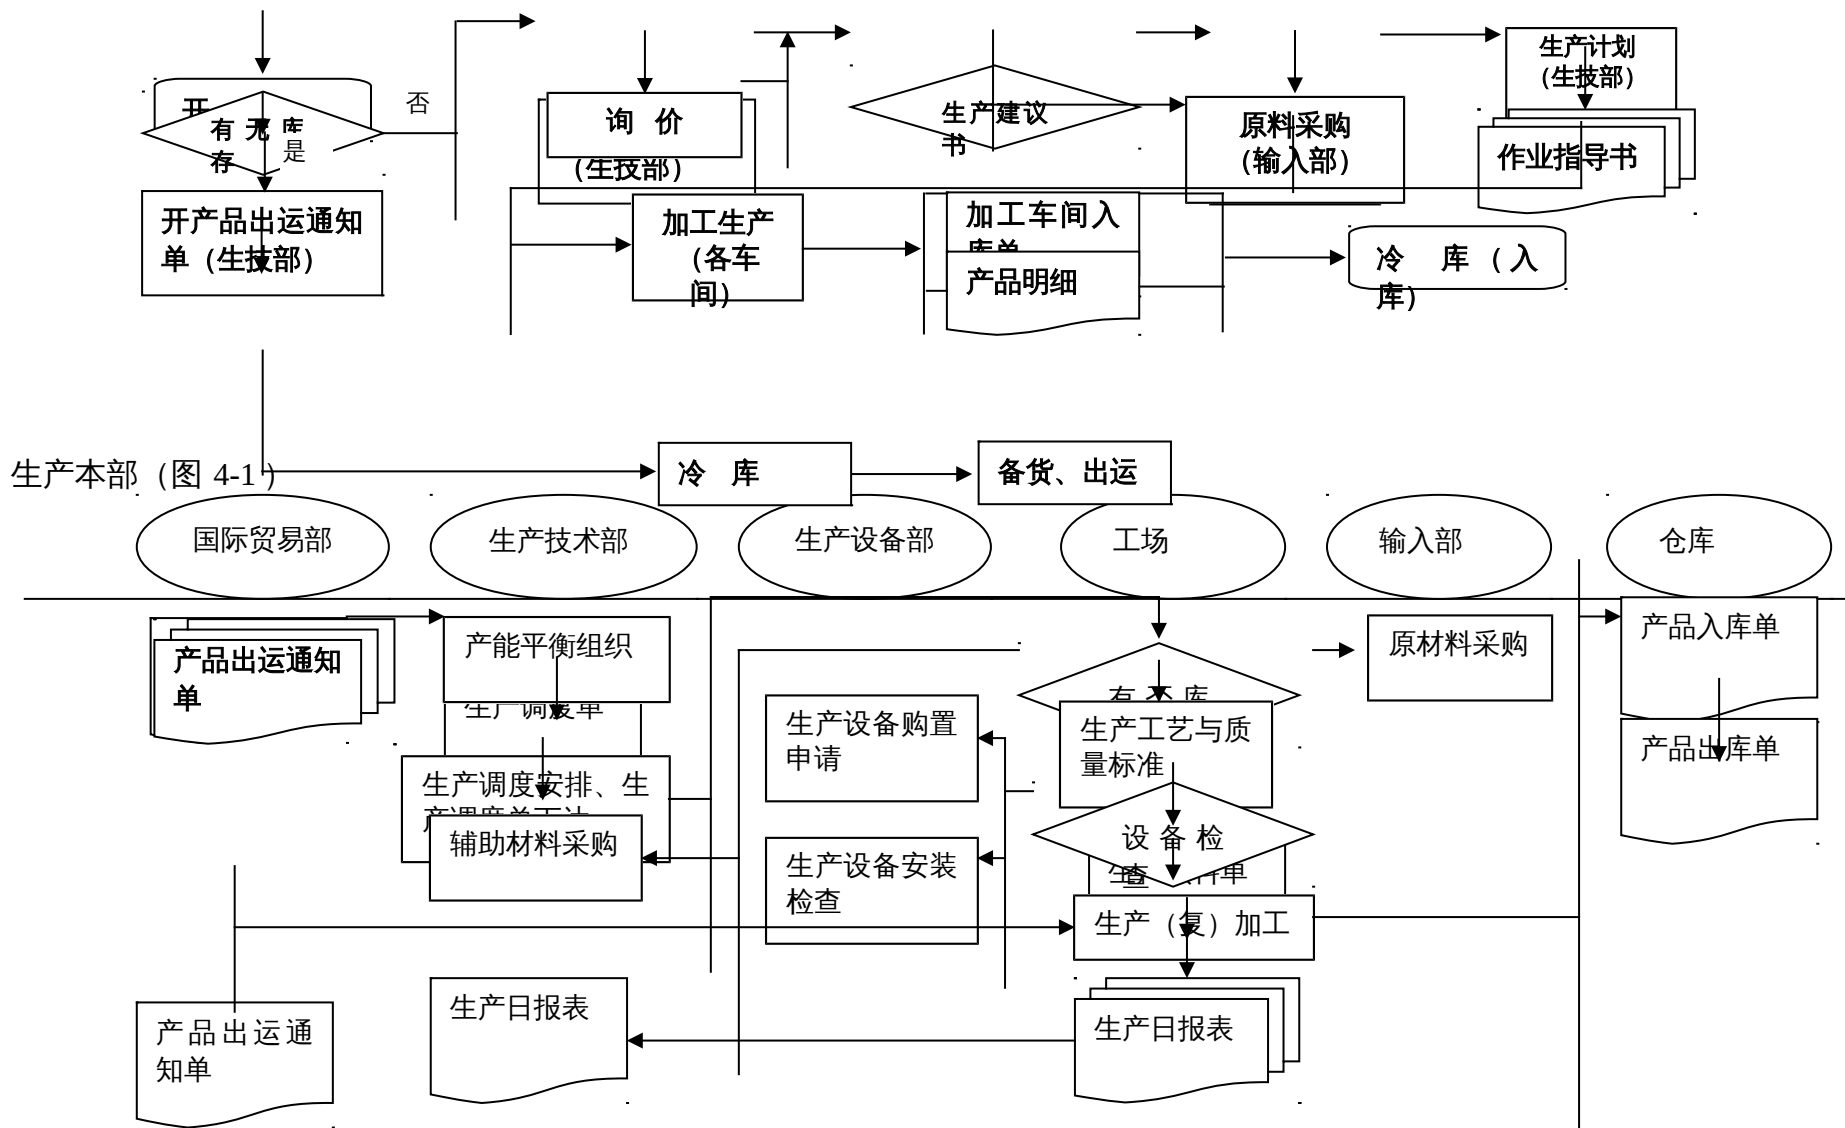 生产计划
（生技部）
开
否
有 无 库
存
是
询 价
（生技部）
生产建议
书
原料采购
（输入部）
作业指导书
开产品出运通知
单（生技部）
加工生产
（各车
间）
加工车间入
库单
产品明细
冷 库（入
库）
生产本部（图 4-1 ）
冷 库
备货、出运
国际贸易部
生产技术部
生产设备部
工场
输入部
仓库
产品出运通知
单
产能平衡组织
生产调度单
生产调度安排、生
辅助材料采购
生产设备购置
申请
生产设备安装
检查
生产工艺与质
量标准
设 备 检
查
生产（复）加工
原材料采购
产品入库单
产品出库单
产品出运通
知单
生产日报表
生产日报表